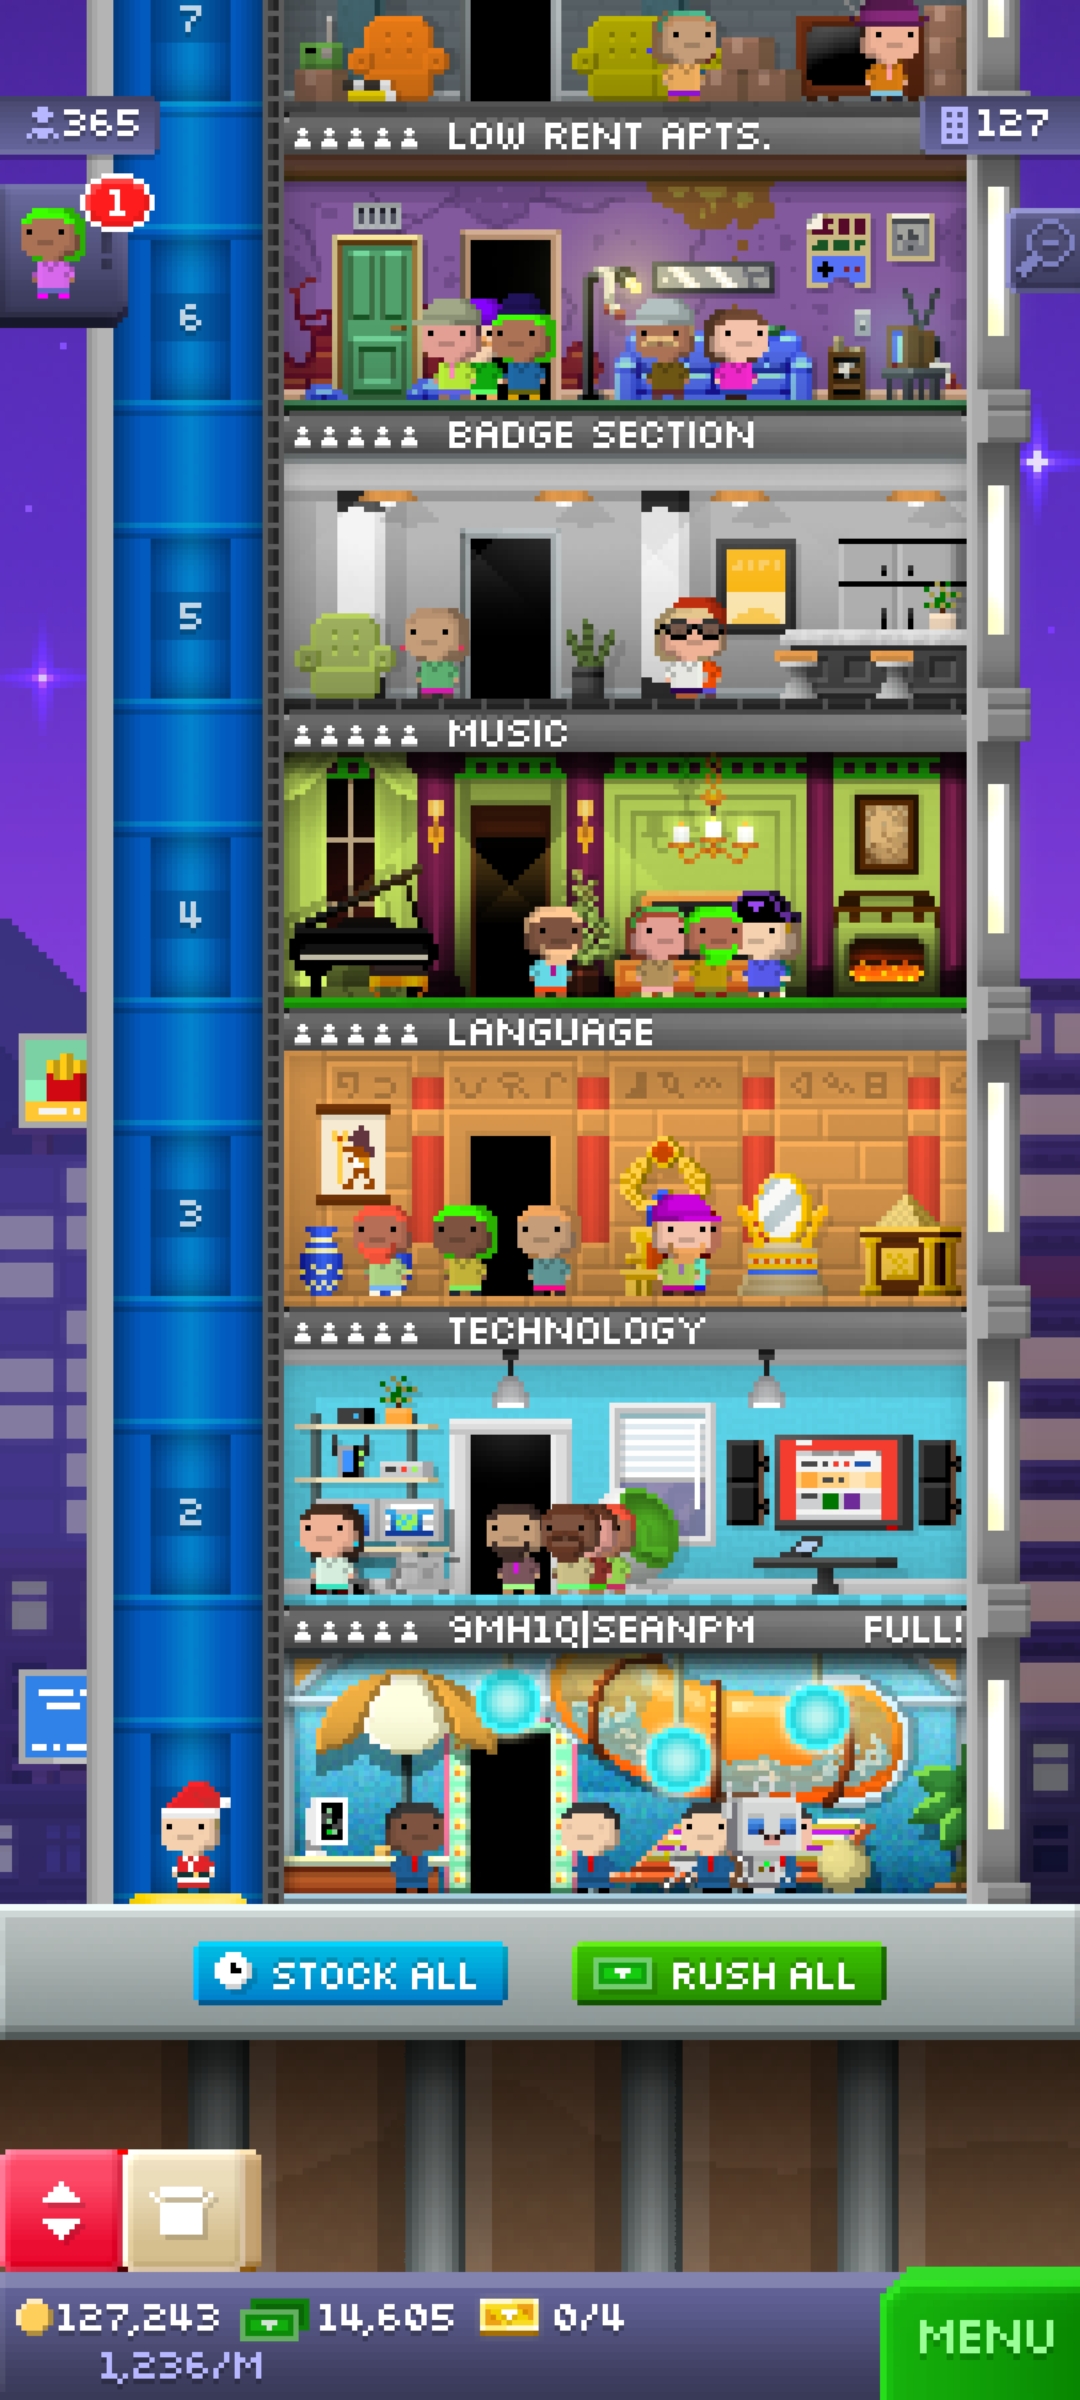 7
365
LOW RENT APTS.
127
1
6
BADGE SECTION
5
MUSIC
4
LANGUAGE
3
TECHNOLOGY
2
9MH1Q|SEANPM FULL!
STOCK ALL
RUSH ALL
127,243 14,605 0/4
1,236/M
MENU